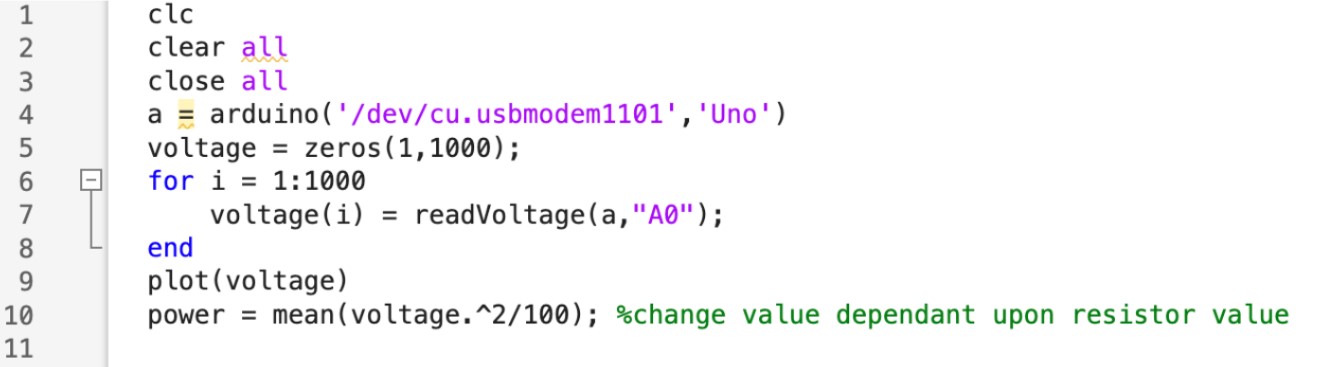 1 clc
2 clear all
3 close all
4 a = arduino('/dev/cu.usbmodem1101','Uno')
5 voltage = zeros(1,1000);
6 for i = 1:1000
7 voltage(i) = readVoltage(a,"A0");
8 end
9 plot(voltage)
10 power = mean(voltage.^2/100); %change value dependant upon resistor value
11